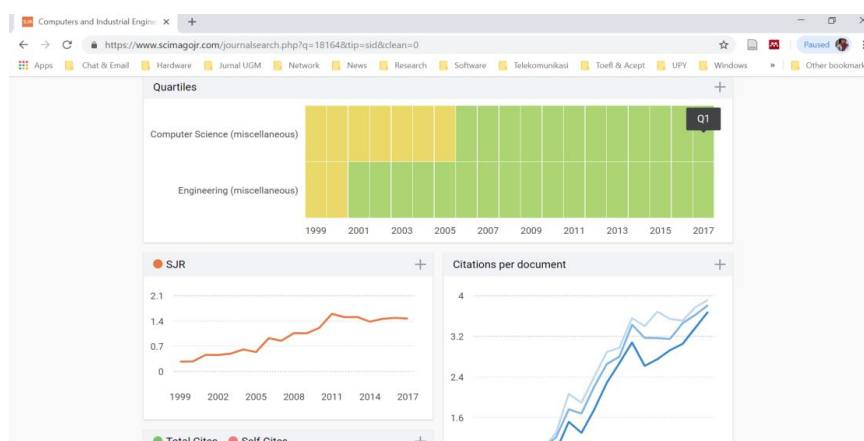 Computers and Industrial Engine
https://www.scimagojr.com/journalsearch.php?q=18164&tip=sid&clean=0
Paused
Apps Chat & Email Hardware Jurnal UGM Network News Research Software Telekomunikasi Toefl & Acept UPY Windows » Other bookmark
Quartiles
Q1
Computer Science (miscellaneous)
Engineering (miscellaneous)
1999 2001 2003 2005 2007 2009 2011 2013 2015 2017
SJR
2.1
1.4
0.7
0
1999 2002 2005 2008 2011 2014 2017
Citations per document
4
3.2
2.4
1.6
Total Cites Self-Cites